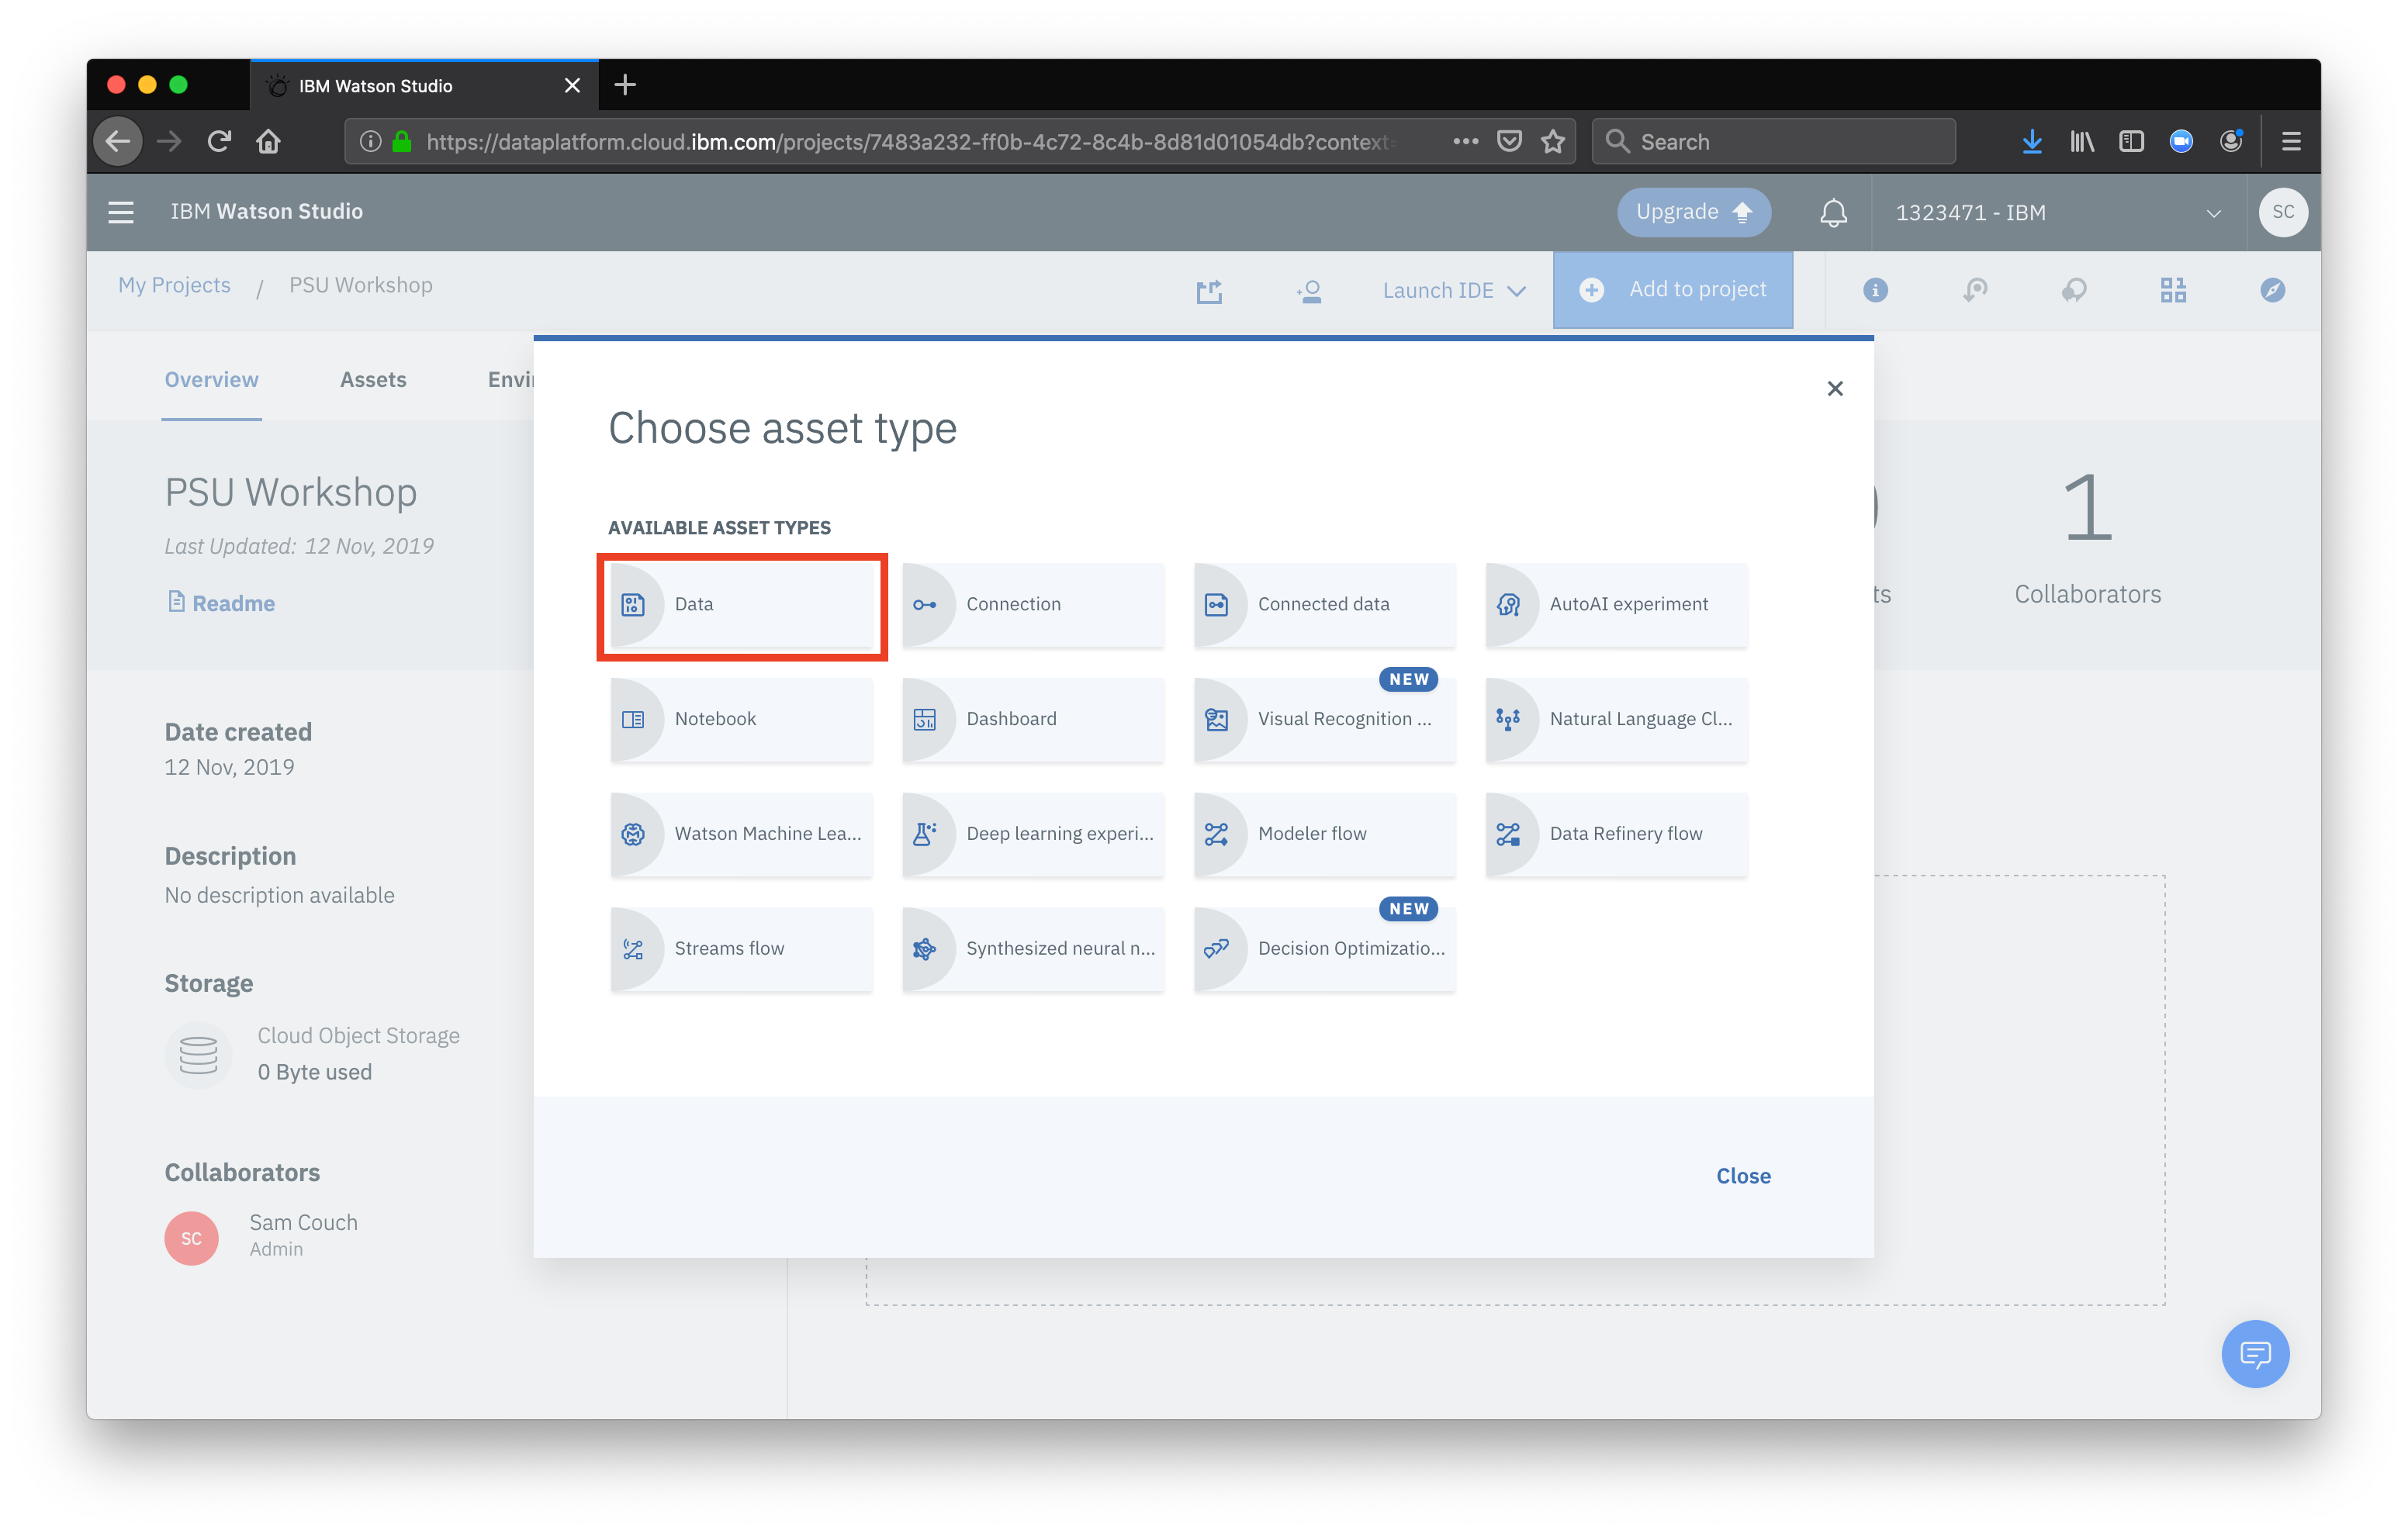 IBM Watson Studio
https://dataplatform.cloud.ibm.com/projects/7483a232-ff0b-4c72-8c4b-8d81d01054db?context=
Search
IBM Watson Studio
Upgrade
1323471 - IBM
SC
My Projects / PSU Workshop
Launch IDE
Add to project
Overview
Assets
Envi
Choose asset type
PSU Workshop
Last Updated: 12 Nov, 2019
Readme
1
ts
Collaborators
AVAILABLE ASSET TYPES
Data
Connection
Connected data
AutoAI experiment
Notebook
Dashboard
NEW
Visual Recognition ...
Natural Language Cl...
Watson Machine Lea...
Deep learning experi...
Modeler flow
Data Refinery flow
Streams flow
Synthesized neural n...
NEW
Decision Optimizatio...
Date created
12 Nov, 2019
Description
No description available
Storage
Cloud Object Storage
0 Byte used
Collaborators
SC
Sam Couch
Admin
Close